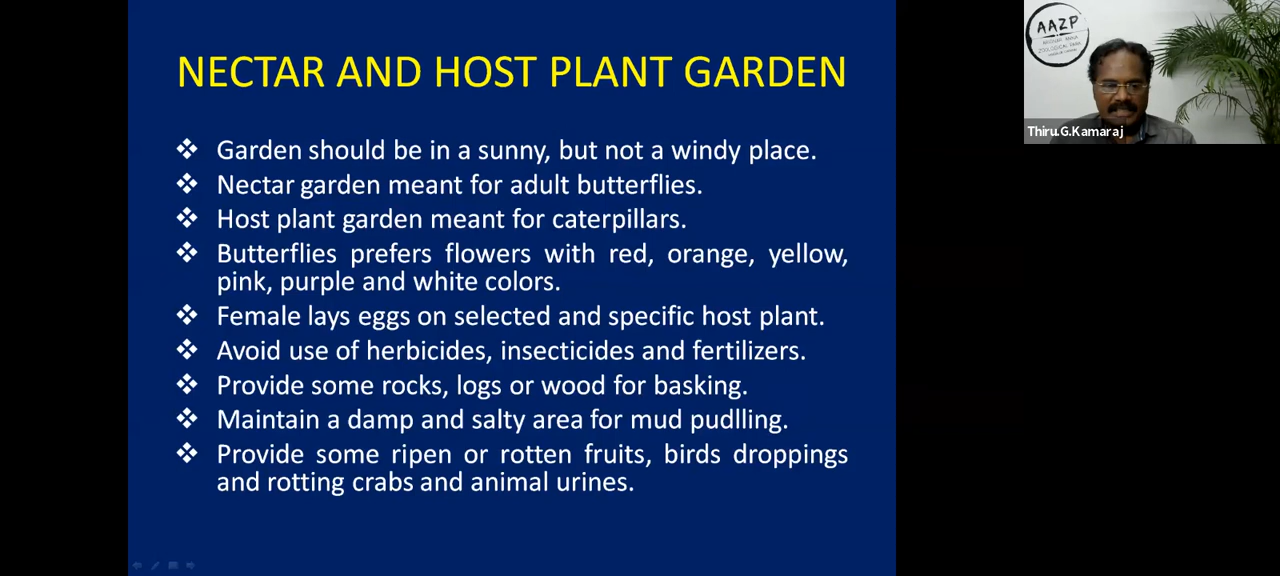 NECTAR AND HOST PLANT GARDEN
Garden should be in a sunny, but not a windy place.
Nectar garden meant for adult butterflies.
Host plant garden meant for caterpillars.
Butterflies prefers flowers with red, orange, yellow,
pink, purple and white colors.
Female lays eggs on selected and specific host plant.
Avoid use of herbicides, insecticides and fertilizers.
Provide some rocks, logs or wood for basking.
Maintain a damp and salty area for mud pudlling.
Provide some ripen or rotten fruits, birds droppings
and rotting crabs and animal urines.
AAZP
ZOOLOGICAL PARK
Thiru.G.Kamaraj